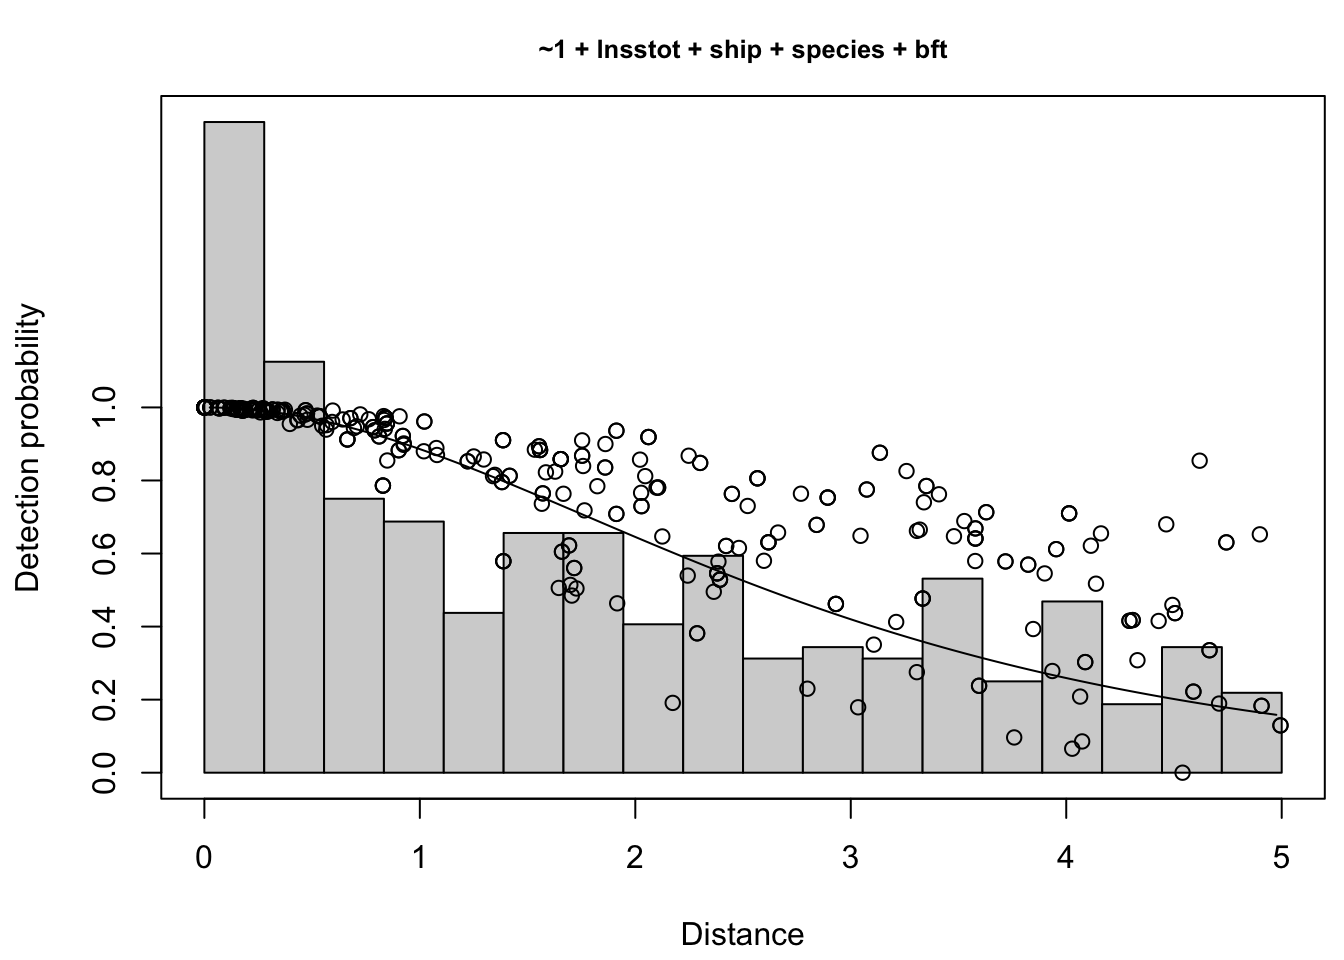 ~1 + lnsstot + ship + species + bft
Detection probability
1.0
0.8
0.6
0.4
0.2
0.0
0 1 2 3 4 5
Distance